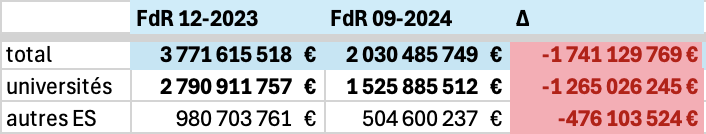 FdR 12-2023 FdR 09-2024 Δ
total 3 771 615 518 € 2 030 485 749 € -1 741 129 769 €
universités 2 790 911 757 € 1 525 885 512 € -1 265 026 245 €
autres ES 980 703 761 € 504 600 237 € -476 103 524 €